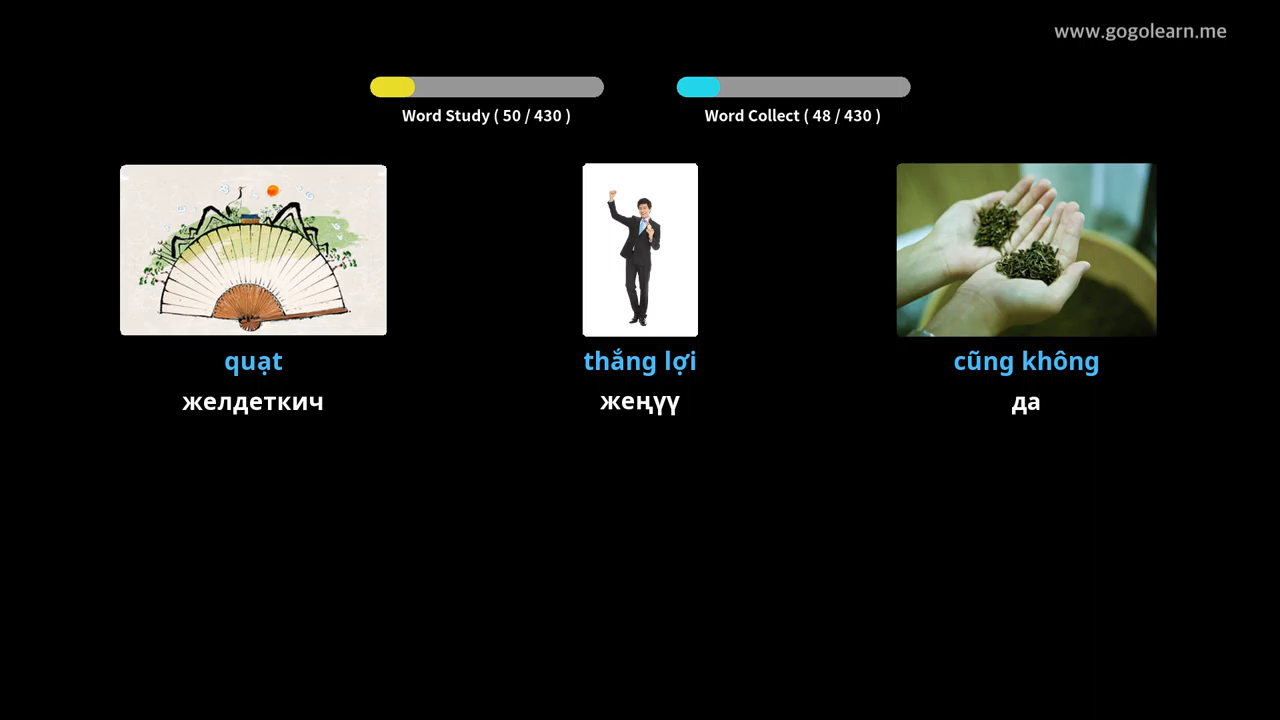 www.gogolearn.me
Word Study ( 50 / 430 )
Word Collect ( 48 / 430 )
quạt
thắng lợi
cũng không
желдеткич
жеңүү
да